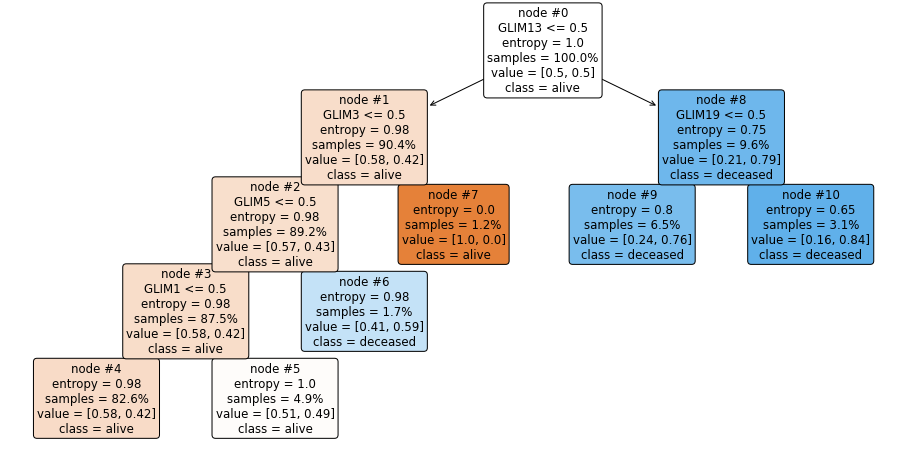 node #0
GLIM13 <= 0.5
entropy = 1.0
samples = 100.0%
value = [0.5, 0.5]
class = alive
node #1
GLIM3 <= 0.5
entropy = 0.98
samples = 90.4%
value = [0.58, 0.42]
class = alive
node #8
GLIM19 <= 0.5
entropy = 0.75
samples = 9.6%
value = [0.21, 0.79]
class = deceased
node #2
GLIM5 <= 0.5
entropy = 0.98
samples = 89.2%
value = [0.57, 0.43]
class = alive
node #7
entropy = 0.0
samples = 1.2%
value = [1.0, 0.0]
class = alive
node #9
entropy = 0.8
samples = 6.5%
value = [0.24, 0.76]
class = deceased
node #10
entropy = 0.65
samples = 3.1%
value = [0.16, 0.84]
class = deceased
node #3
GLIM1 <= 0.5
entropy = 0.98
samples = 87.5%
value = [0.58, 0.42]
class = alive
node #6
entropy = 0.98
samples = 1.7%
value = [0.41, 0.59]
class = deceased
node #4
entropy = 0.98
samples = 82.6%
value = [0.58, 0.42]
class = alive
node #5
entropy = 1.0
samples = 4.9%
value = [0.51, 0.49]
class = alive